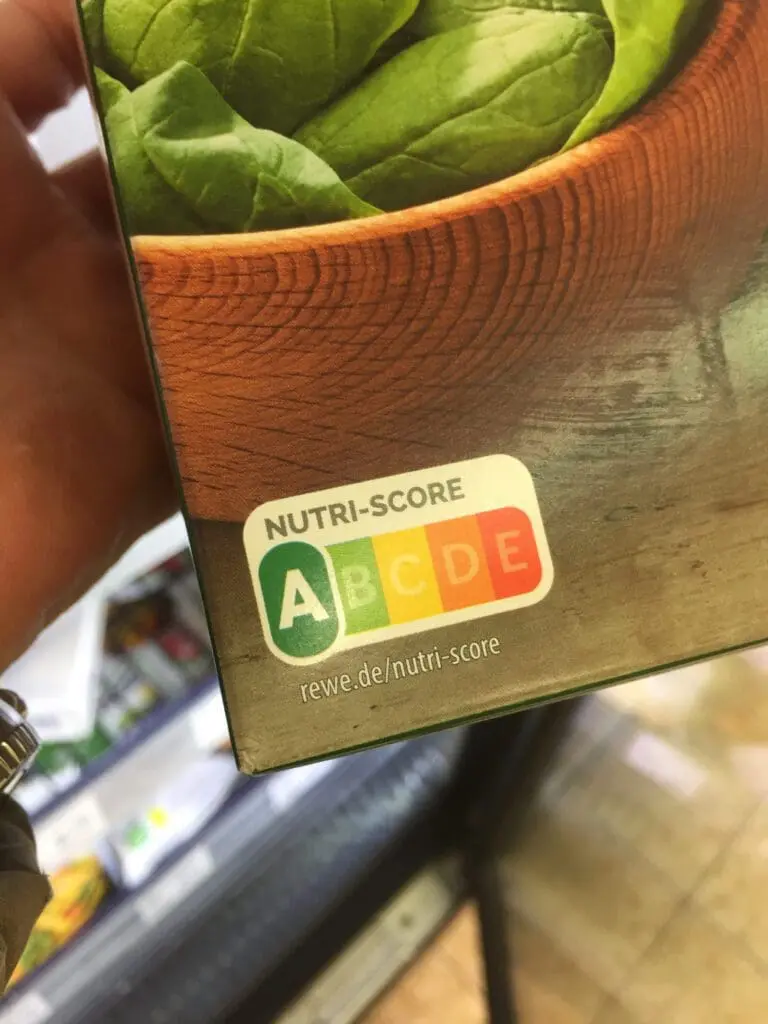 NUTRI-SCORE
A B C D E
rewe.de/nutri-score